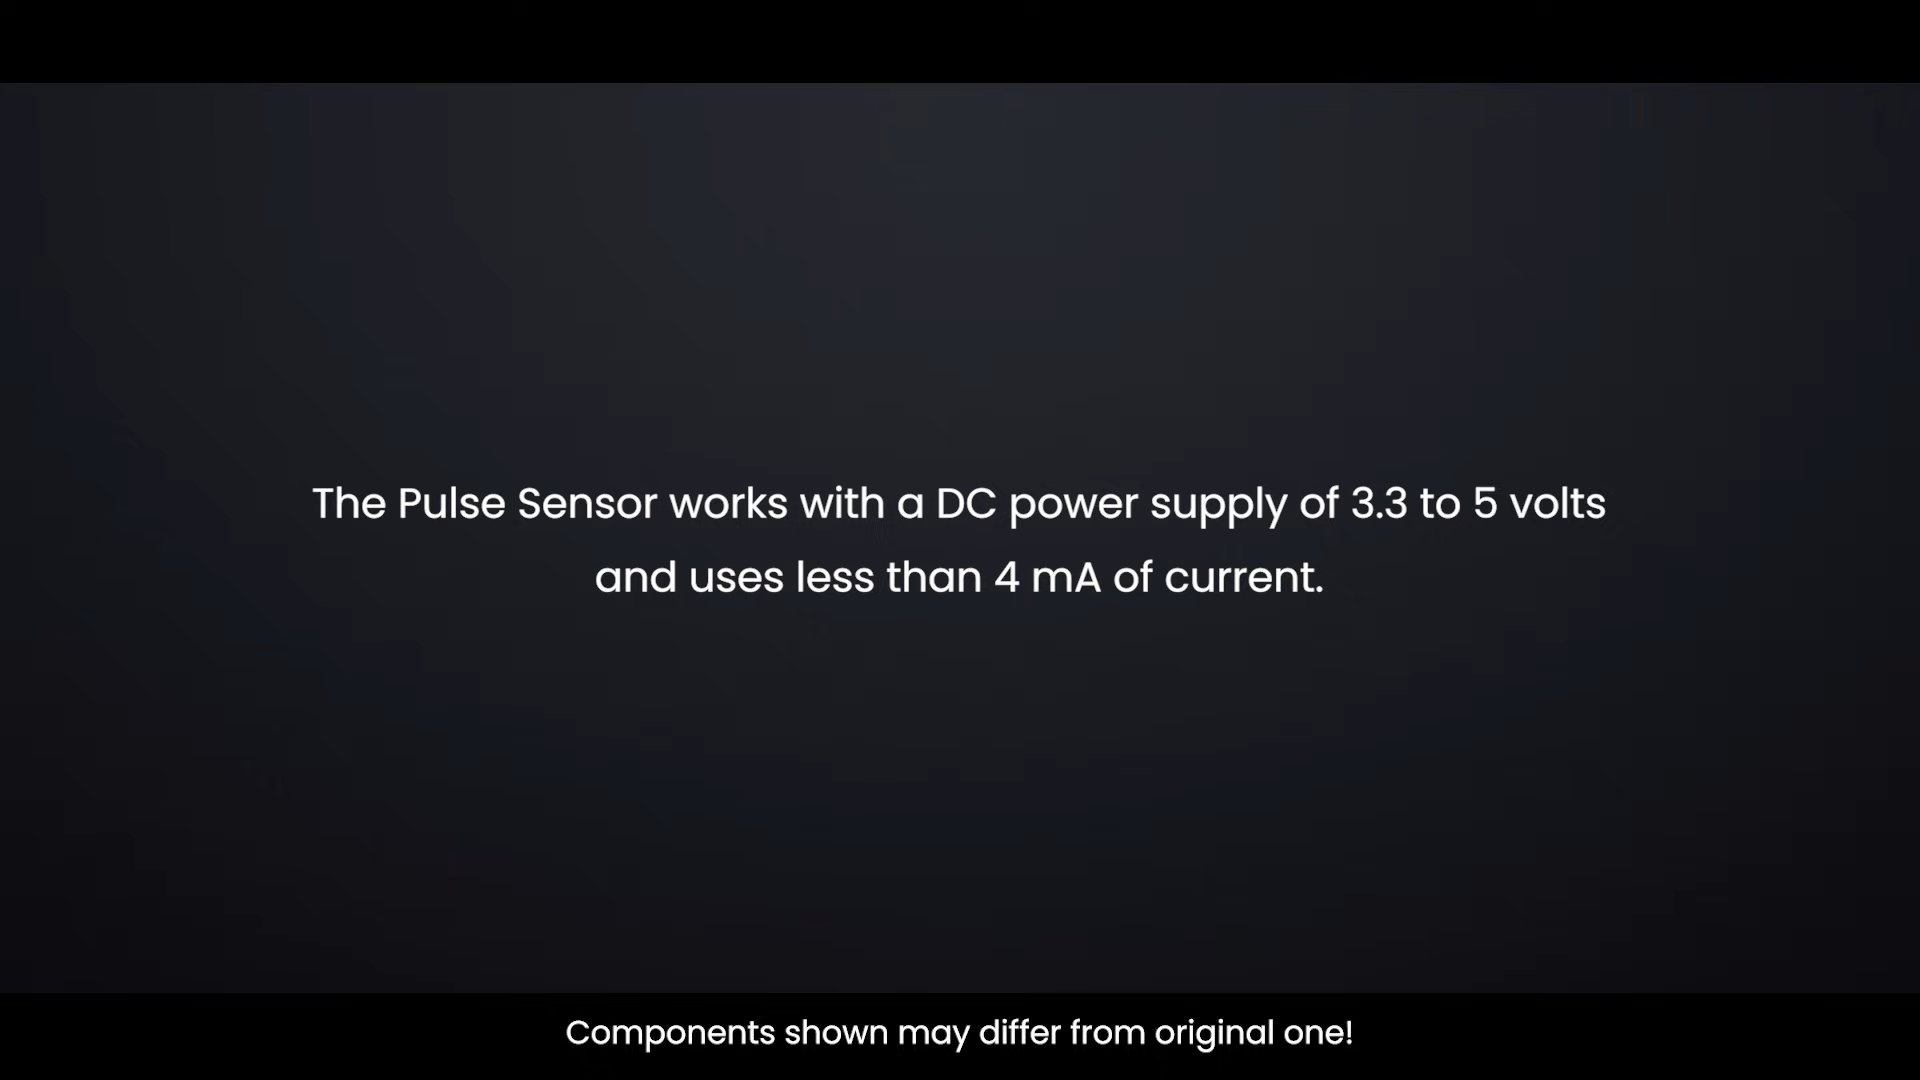 The Pulse Sensor works with a DC power supply of 3.3 to 5 volts
and uses less than 4 mA of current.
Components shown may differ from original one!